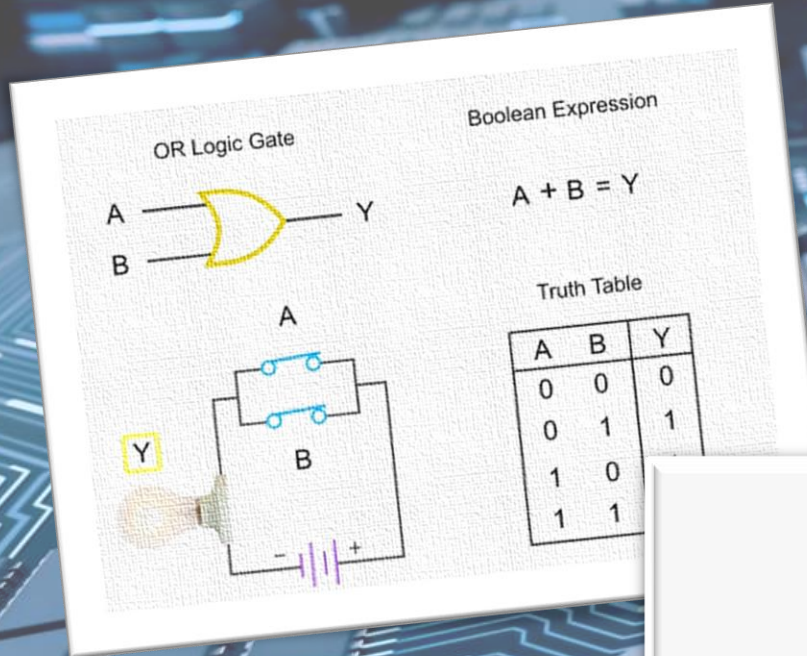 OR Logic Gate
A
B
Y
Boolean Expression
A + B = Y
A
B
Y
− +
Truth Table
A B Y
0 0 0
0 1 1
1 0
1 1